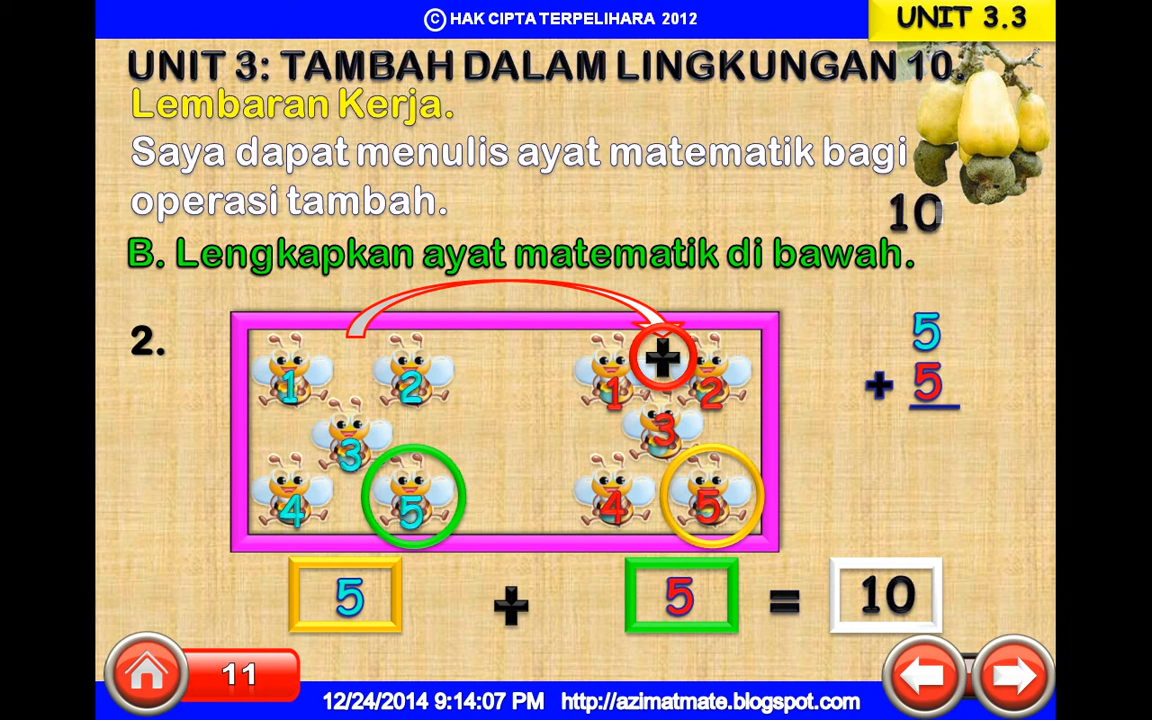 © HAK CIPTA TERPELIHARA 2012
UNIT 3.3
UNIT 3: TAMBAH DALAM LINGKUNGAN 10.
Lembaran Kerja.
Saya dapat menulis ayat matematik bagi
operasi tambah.
10
B. Lengkapkan ayat matematik di bawah.
2.
1 2 1 + 2
3 3
4 5 4 5
5
+ 5
5 + 5 = 10
11
12/24/2014 9:14:07 PM http://azimatmate.blogspot.com